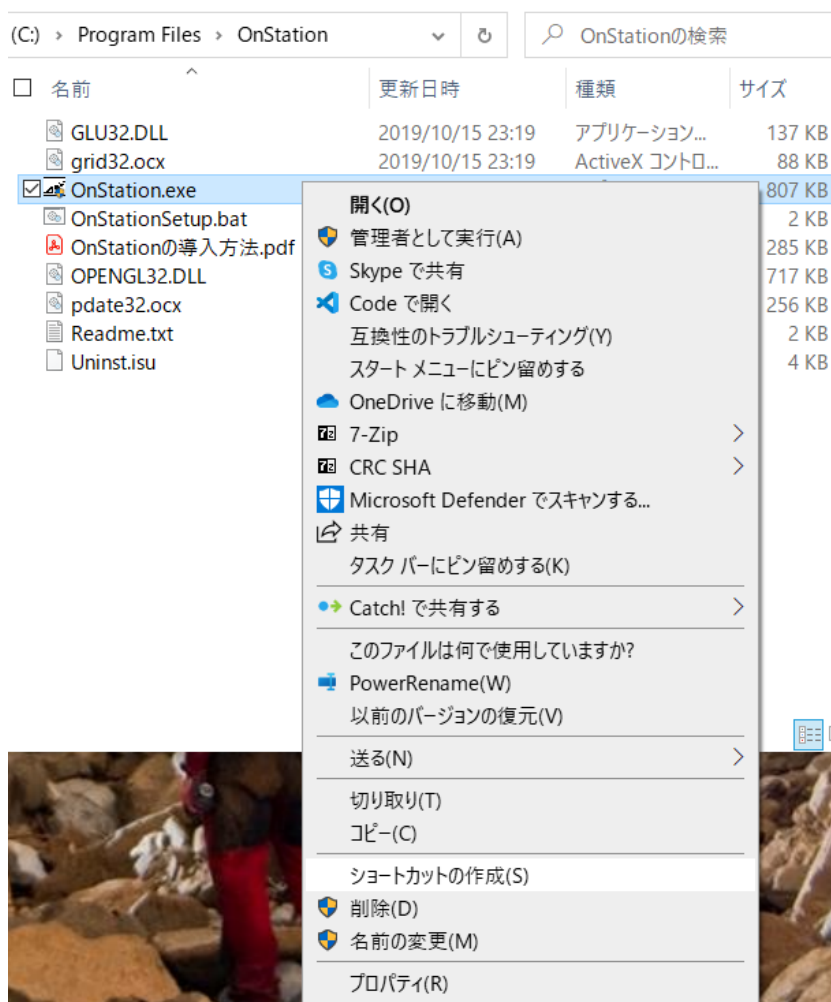 (C:) › Program Files › OnStation
OnStationの検索
名前 更新日時 種類 サイズ
GLU32.DLL 2019/10/15 23:19 アプリケーション... 137 KB
grid32.ocx 2019/10/15 23:19 ActiveX コントロ... 88 KB
OnStation.exe 807 KB
OnStationSetup.bat 2 KB
OnStationの導入方法.pdf 285 KB
OPENGL32.DLL 717 KB
pdate32.ocx 256 KB
Readme.txt 2 KB
Uninst.isu 4 KB
開く(O)
管理者として実行(A)
Skype で共有
Code で開く
互換性のトラブルシューティング(Y)
スタート メニューにピン留めする
OneDrive に移動(M)
7-Zip
CRC SHA
Microsoft Defender でスキャンする...
共有
タスク バーにピン留めする(K)
Catch! で共有する
このファイルは何で使用していますか?
PowerRename(W)
以前のバージョンの復元(V)
送る(N)
切り取り(T)
コピー(C)
ショートカットの作成(S)
削除(D)
名前の変更(M)
プロパティ(R)